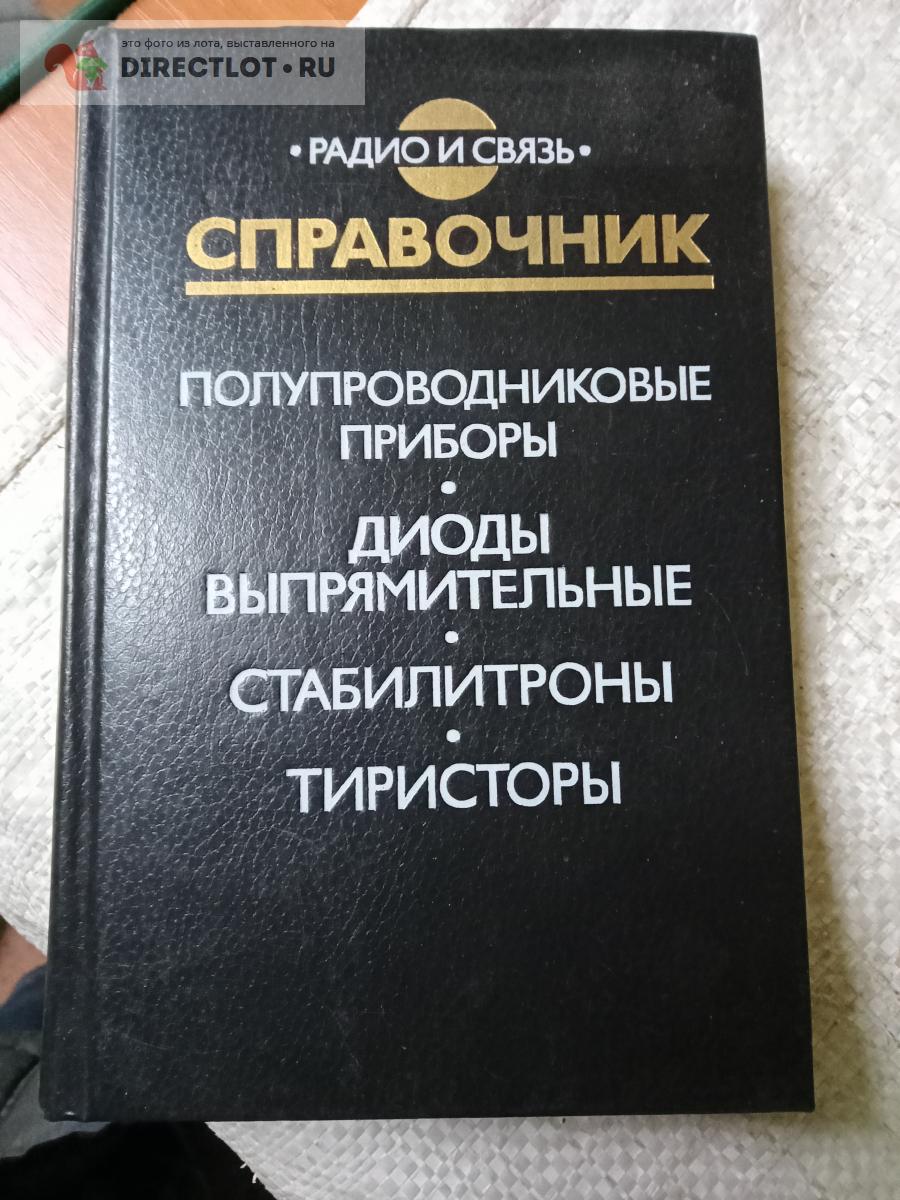 это фото из лота, выставленного на
DIRECTLOT•RU
•РАДИО И СВЯЗЬ•
СПРАВОЧНИК
ПОЛУПРОВОДНИКОВЫЕ
ПРИБОРЫ
•
ДИОДЫ
ВЫПРЯМИТЕЛЬНЫЕ
•
СТАБИЛИТРОНЫ
•
ТИРИСТОРЫ